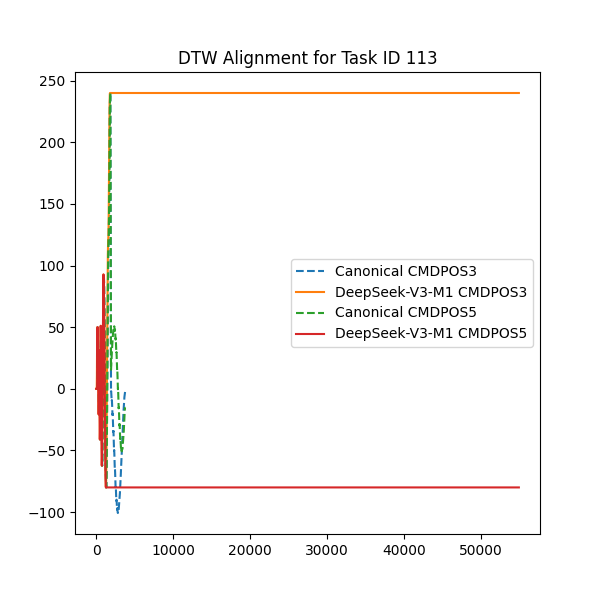 DTW Alignment for Task ID 113
250
200
150
100
50
0
−50
−100
Canonical CMDPOS3
DeepSeek-V3-M1 CMDPOS3
Canonical CMDPOS5
DeepSeek-V3-M1 CMDPOS5
0 10000 20000 30000 40000 50000